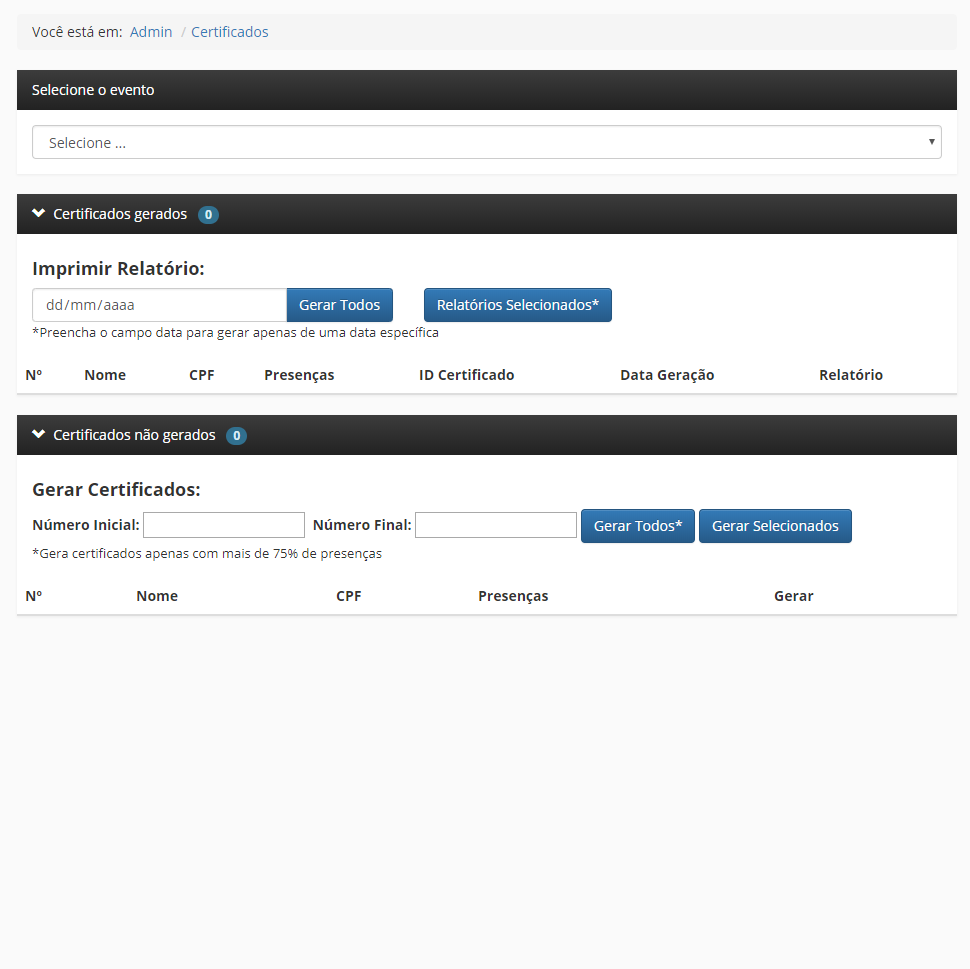 Você está em: Admin / Certificados
Selecione o evento
Selecione ...
Certificados gerados 0
Imprimir Relatório:
dd/mm/aaaa Gerar Todos Relatórios Selecionados*
*Preencha o campo data para gerar apenas de uma data específica
Nº Nome CPF Presenças ID Certificado Data Geração Relatório
Certificados não gerados 0
Gerar Certificados:
Número Inicial: Número Final: Gerar Todos* Gerar Selecionados
*Gera certificados apenas com mais de 75% de presenças
Nº Nome CPF Presenças Gerar